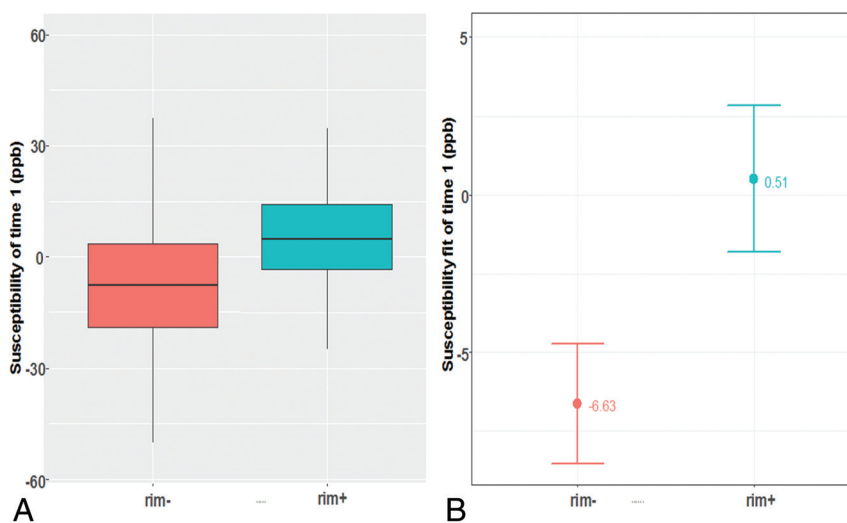 Susceptibility of time 1 (ppb)
60
30
0
-30
-60
rim-
rim+
A
Susceptibility fit of time 1 (ppb)
5
0
-5
0.51
-6.63
rim-
rim+
B